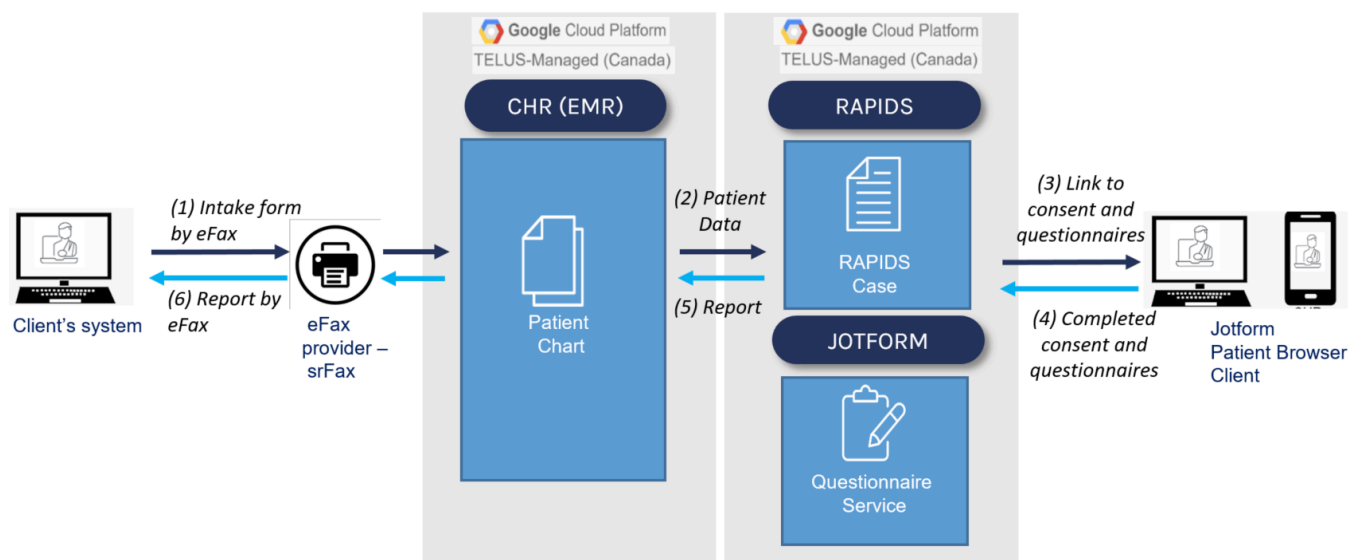 Google Cloud Platform
TELUS-Managed (Canada)
CHR (EMR)
Google Cloud Platform
TELUS-Managed (Canada)
RAPIDS
(1) Intake form
by eFax
(6) Report by
eFax
Client's system
eFax
provider –
srFax
Patient
Chart
(2) Patient
Data
(5) Report
RAPIDS
Case
JOTFORM
Questionnaire
Service
(3) Link to
consent and
questionnaires
(4) Completed
consent and
questionnaires
Jotform
Patient Browser
Client